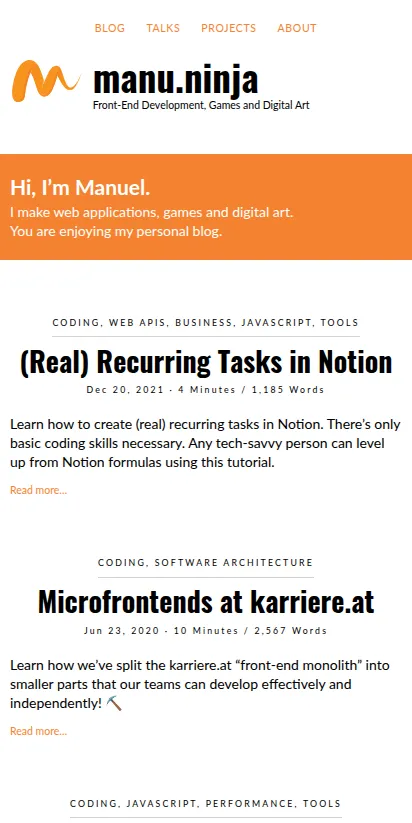 BLOG TALKS PROJECTS ABOUT
manu.ninja
Front-End Development, Games and Digital Art
Hi, I’m Manuel.
I make web applications, games and digital art.
You are enjoying my personal blog.
CODING, WEB APIS, BUSINESS, JAVASCRIPT, TOOLS
(Real) Recurring Tasks in Notion
Dec 20, 2021 · 4 Minutes / 1,185 Words
Learn how to create (real) recurring tasks in Notion. There’s only
basic coding skills necessary. Any tech-savvy person can level
up from Notion formulas using this tutorial.
Read more…
CODING, SOFTWARE ARCHITECTURE
Microfrontends at karriere.at
Jun 23, 2020 · 10 Minutes / 2,567 Words
Learn how we’ve split the karriere.at “front-end monolith” into
smaller parts that our teams can develop effectively and
independently! ⛏️
Read more…
CODING, JAVASCRIPT, PERFORMANCE, TOOLS